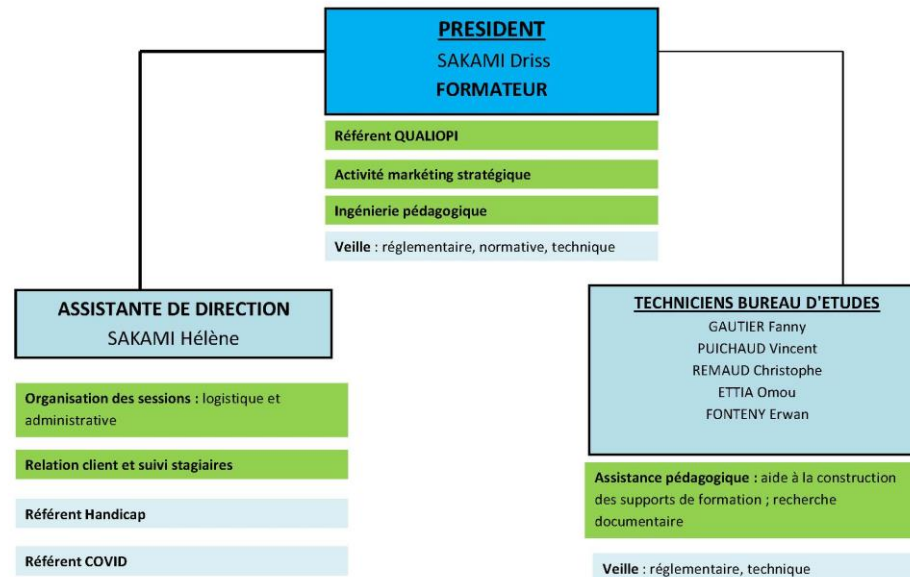 PRESIDENT
SAKAMI Driss
FORMATEUR
Référent QUALIOPI
Activité markéting stratégique
Ingénierie pédagogique
Veille : réglementaire, normative, technique
ASSISTANTE DE DIRECTION
SAKAMI Hélène
Organisation des sessions : logistique et
administrative
Relation client et suivi stagiaires
Référent Handicap
Référent COVID
TECHNICIENS BUREAU D'ETUDES
GAUTIER Fanny
PUICHAUD Vincent
REMAUD Christophe
ETTIA Omou
FONTENY Erwan
Assistance pédagogique : aide à la construction
des supports de formation ; recherche
documentaire
Veille : réglementaire, technique